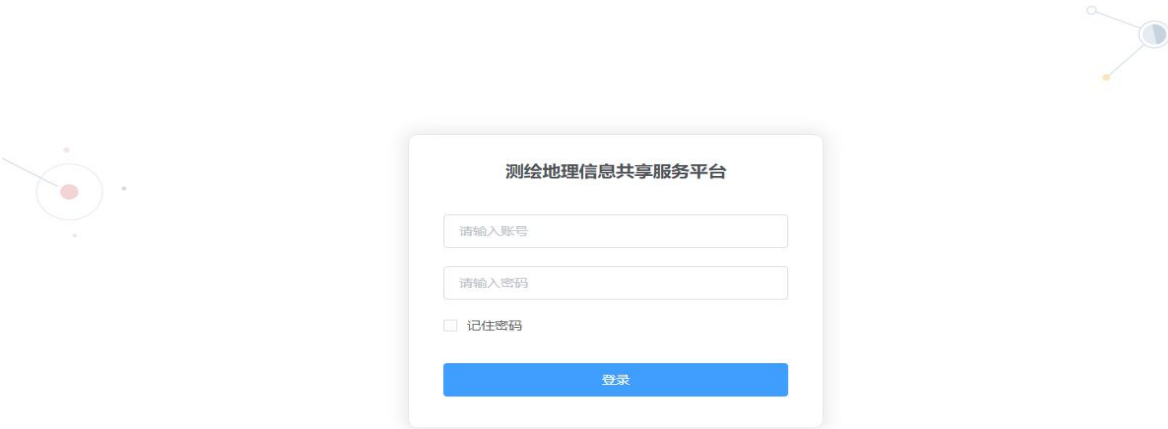 测绘地理信息共享服务平台
请输入账号
请输入密码
记住密码
登录